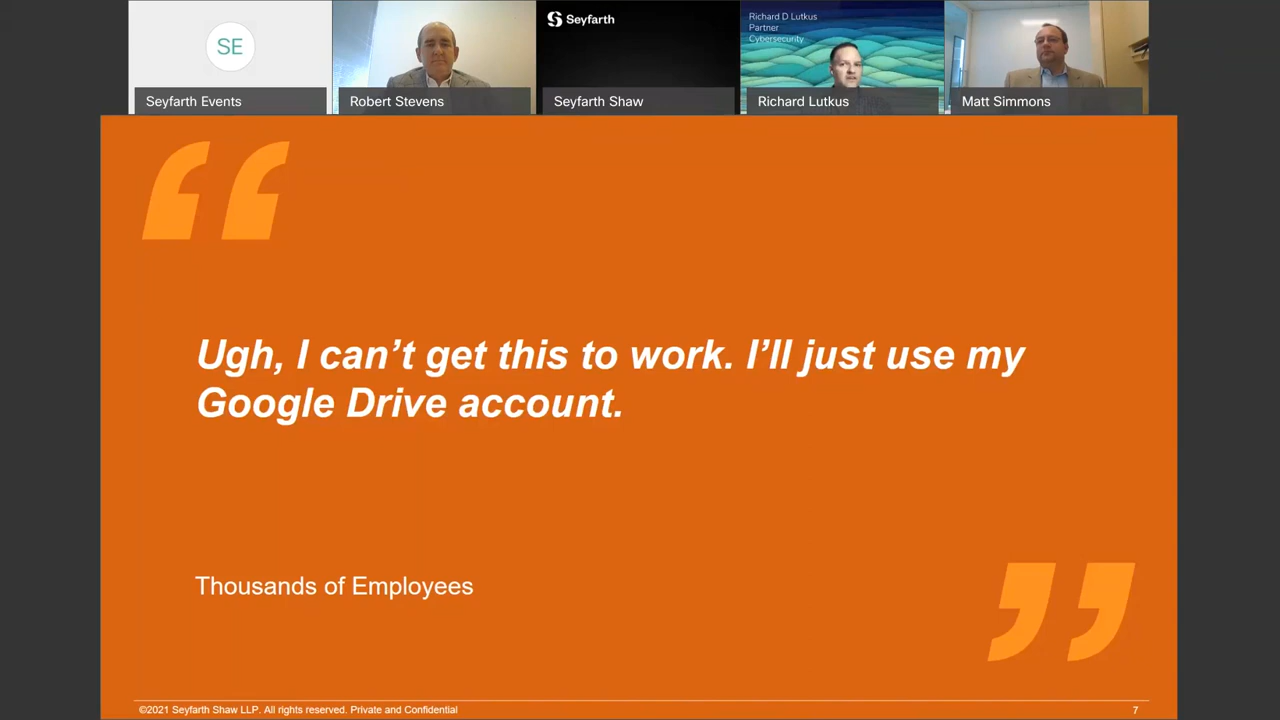 SE
Seyfarth Events
Robert Stevens
Seyfarth
Seyfarth Shaw
Richard D Lutkus
Partner
Cybersecurity
Richard Lutkus
Matt Simmons
“
Ugh, I can’t get this to work. I’ll just use my
Google Drive account.
Thousands of Employees
”
©2021 Seyfarth Shaw LLP. All rights reserved. Private and Confidential
7